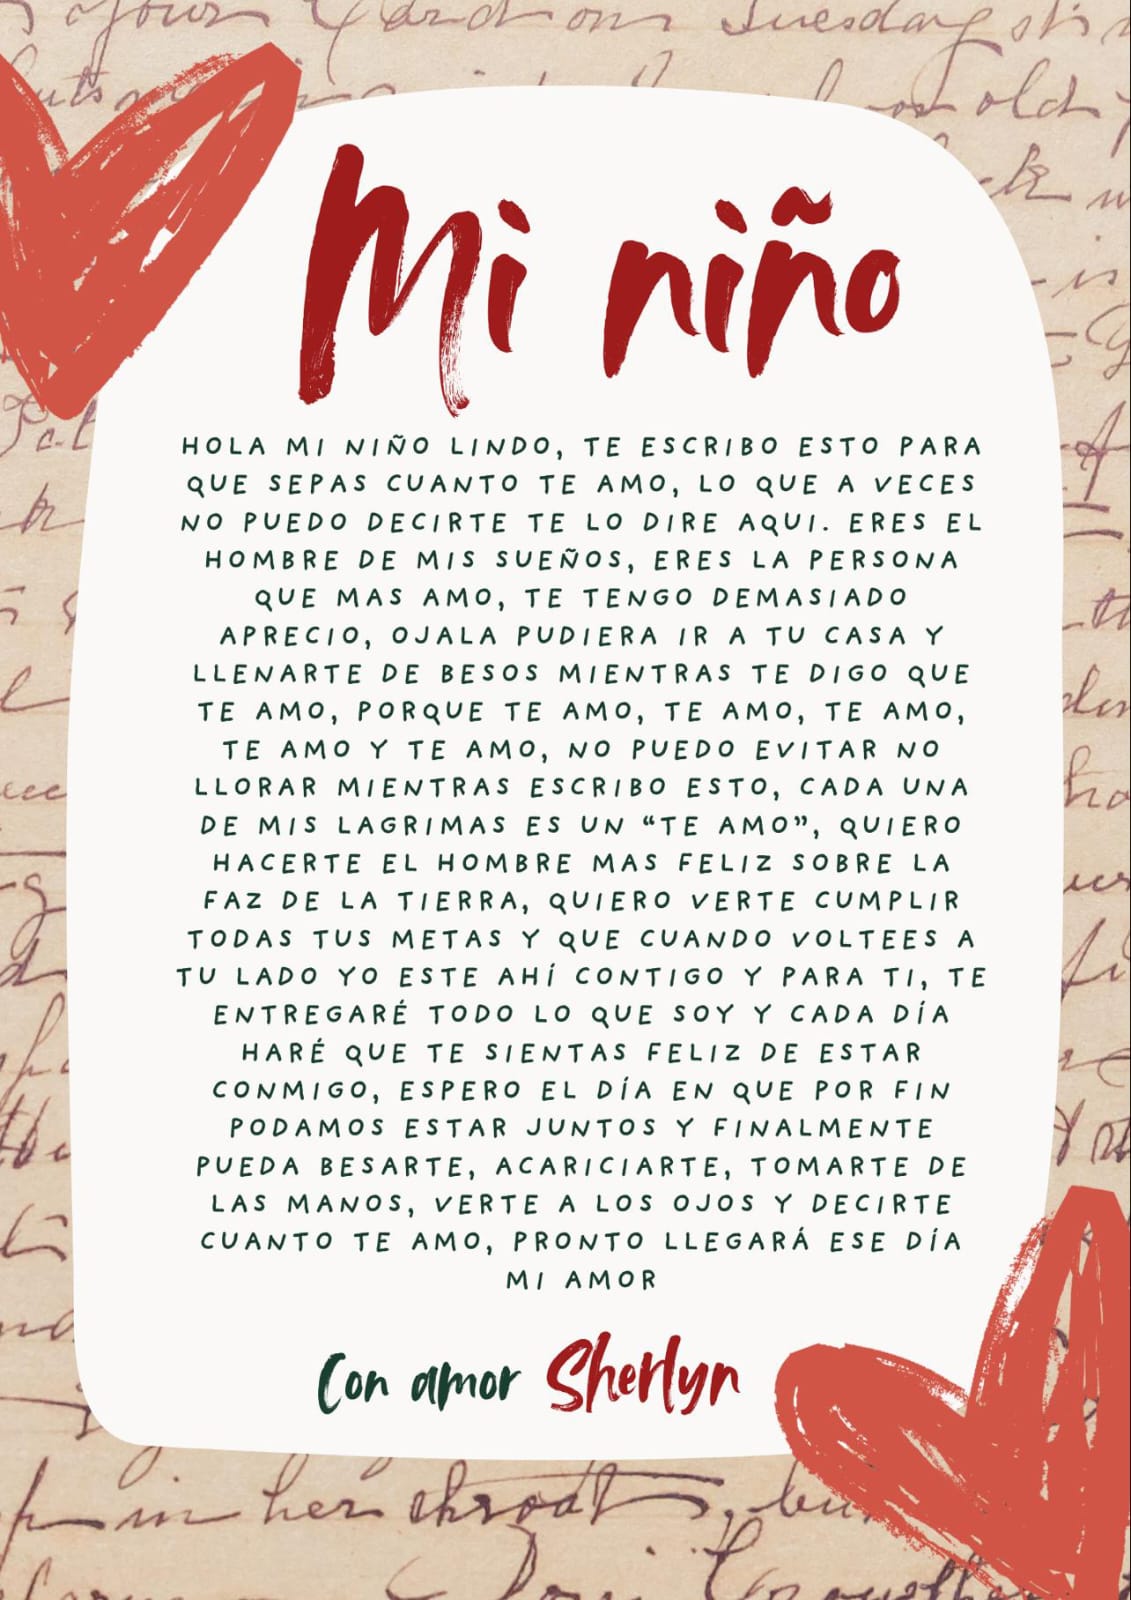 Mi niño
HOLA MI NIÑO LINDO, TE ESCRIBO ESTO PARA
QUE SEPAS CUANTO TE AMO, LO QUE A VECES
NO PUEDO DECIRTE TE LO DIRE AQUI. ERES EL
HOMBRE DE MIS SUEÑOS, ERES LA PERSONA
QUE MAS AMO, TE TENGO DEMASIADO
APRECIO, OJALA PUDIERA IR A TU CASA Y
LLENARTE DE BESOS MIENTRAS TE DIGO QUE
TE AMO, PORQUE TE AMO, TE AMO, TE AMO,
TE AMO Y TE AMO, NO PUEDO EVITAR NO
LLORAR MIENTRAS ESCRIBO ESTO, CADA UNA
DE MIS LAGRIMAS ES UN “TE AMO”, QUIERO
HACERTE EL HOMBRE MAS FELIZ SOBRE LA
FAZ DE LA TIERRA, QUIERO VERTE CUMPLIR
TODAS TUS METAS Y QUE CUANDO VOLTEES A
TU LADO YO ESTE AHÍ CONTIGO Y PARA TI, TE
ENTREGARÉ TODO LO QUE SOY Y CADA DÍA
HARÉ QUE TE SIENTAS FELIZ DE ESTAR
CONMIGO, ESPERO EL DÍA EN QUE POR FIN
PODAMOS ESTAR JUNTOS Y FINALMENTE
PUEDA BESARTE, ACARICIARTE, TOMARTE DE
LAS MANOS, VERTE A LOS OJOS Y DECIRTE
CUANTO TE AMO, PRONTO LLEGARÁ ESE DÍA
MI AMOR
Con amor Sherlyn
in her throat,